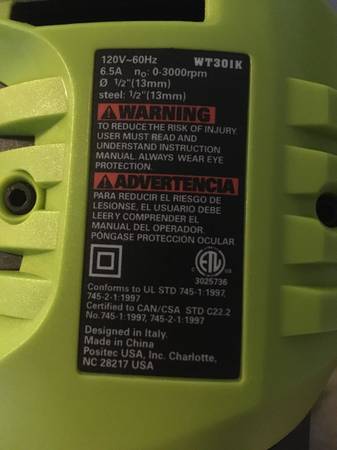 120V~60Hz WT301K
6.5A n₀: 0-3000rpm
Ø 1/2"(13mm)
steel: 1/2"(13mm)
WARNING
TO REDUCE THE RISK OF INJURY,
USER MUST READ AND
UNDERSTAND INSTRUCTION
MANUAL. ALWAYS WEAR EYE
PROTECTION.
ADVERTENCIA
PARA REDUCIR EL RIESGO DE
LESIONSE, EL USUARIO DEBE
LEER Y COMPRENDER EL
MANUAL DEL OPERADOR.
PÓNGASE PROTECCIÓN OCULAR
C ETL US
3025736
Conforms to UL STD 745-1:1997,
745-2-1:1997
Certified to CAN/CSA STD C22.2
No.745-1:1997, 745-2-1:1997
Designed in Italy.
Made in China
Positec USA, Inc. Charlotte,
NC 28217 USA